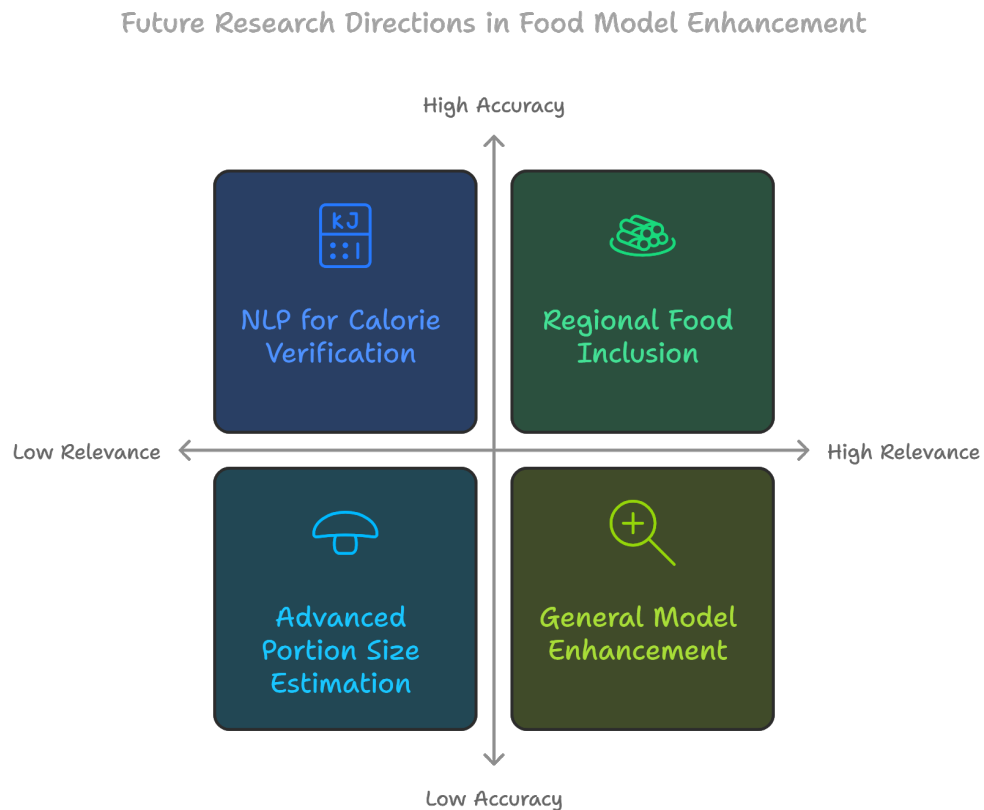 Future Research Directions in Food Model Enhancement
High Accuracy
KJ
NLP for Calorie
Verification
Regional Food
Inclusion
Low Relevance
High Relevance
Advanced
Portion Size
Estimation
General Model
Enhancement
Low Accuracy